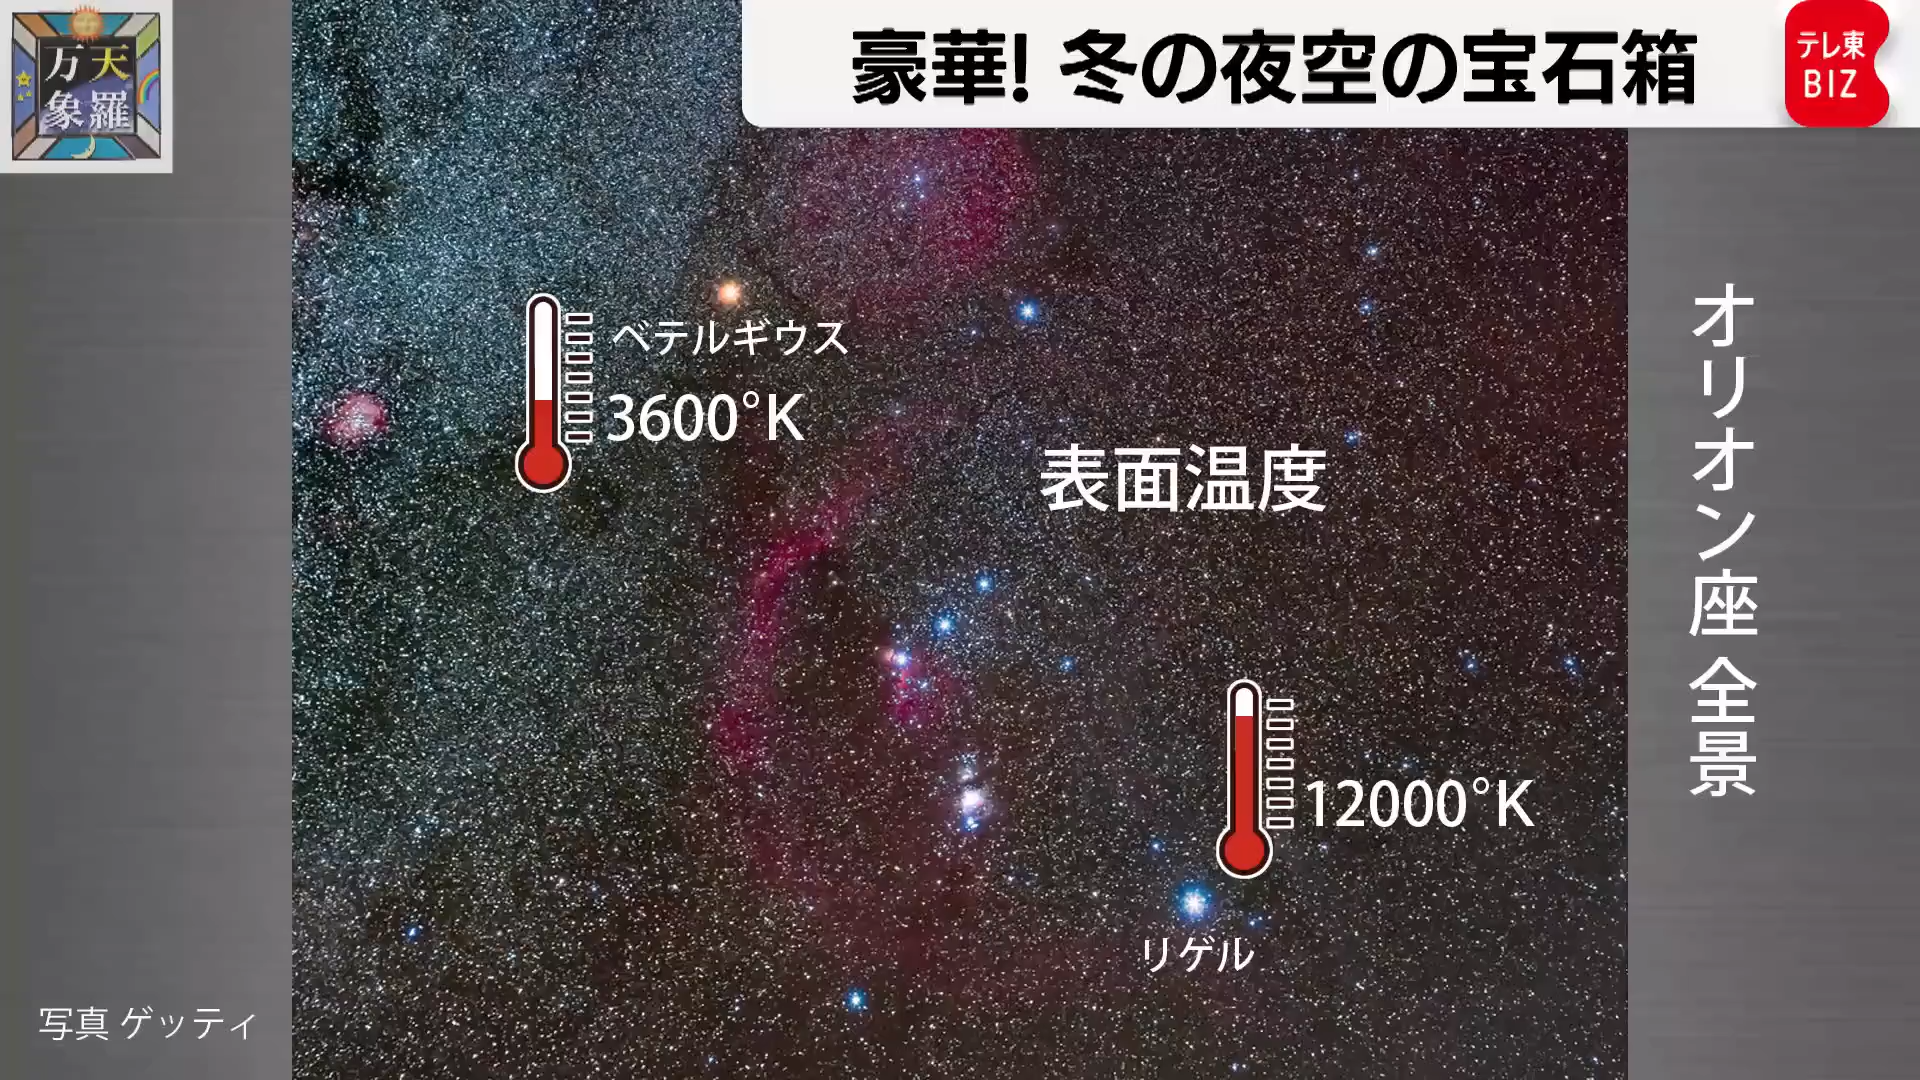 万天
象羅
豪華! 冬の夜空の宝石箱
テレ東
BIZ
ベテルギウス
3600°K
表面温度
12000°K
リゲル
オリオン座 全景
写真 ゲッティ